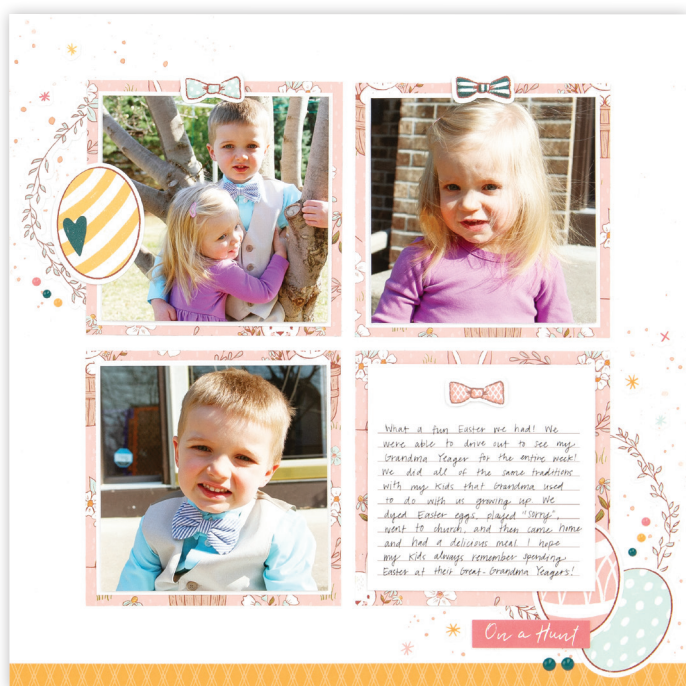 What a fun Easter we had! We
were able to drive out to see my
Grandma Yeager for the entire week!
We did all of the same traditions
with my kids that Grandma used
to do with us growing up. We
dyed Easter eggs, played "Sorry",
went to church, and then came home
and had a delicious meal. I hope
my kids always remember spending
Easter at their Great-Grandma Yeagers!
On a Hunt